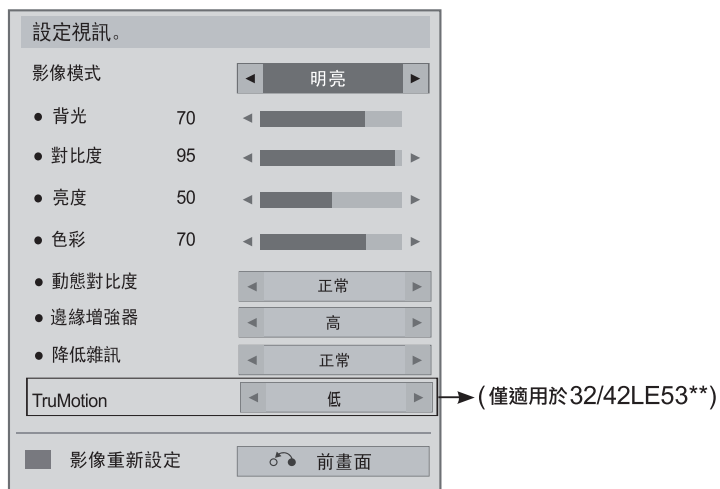 設定視訊。
影像模式 明亮
● 背光 70
● 對比度 95
● 亮度 50
● 色彩 70
● 動態對比度 正常
● 邊緣增強器 高
● 降低雜訊 正常
TruMotion 低 (僅適用於32/42LE53**)
影像重新設定 前畫面